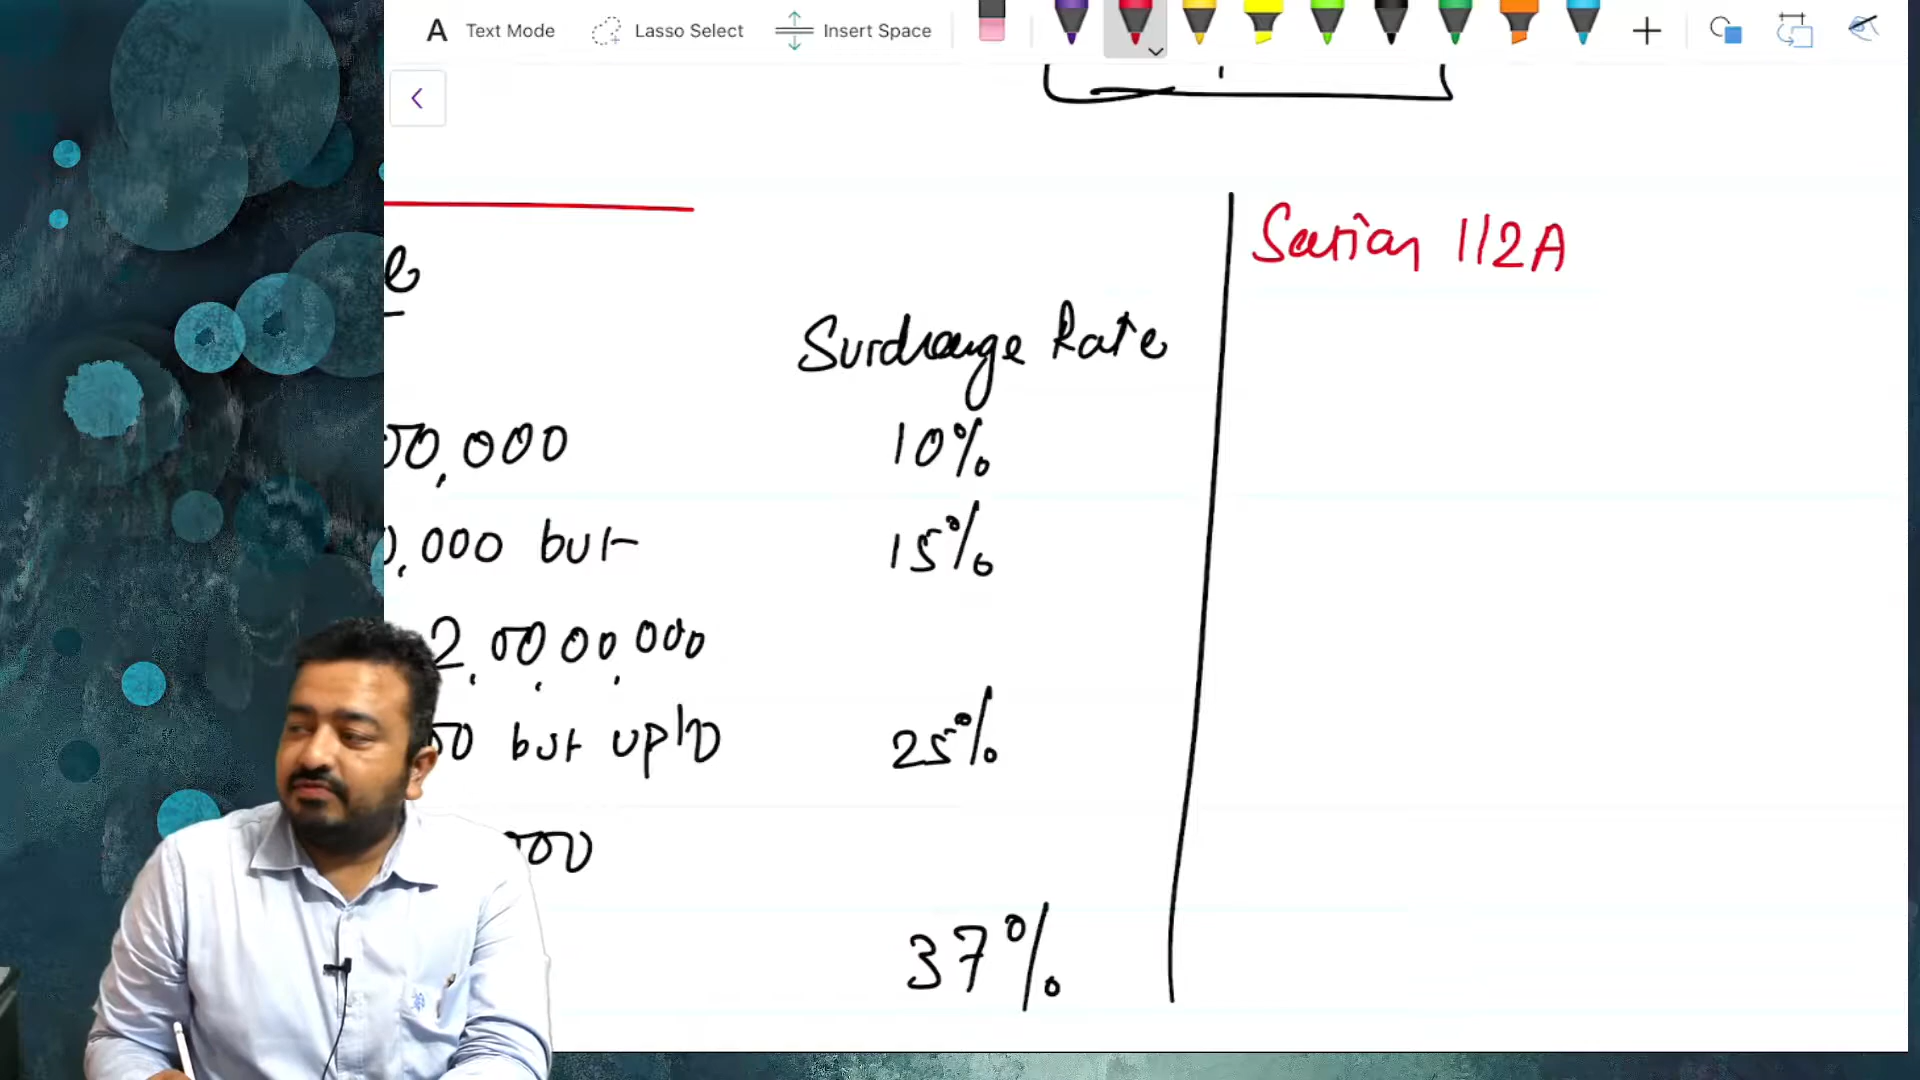 Text Mode Lasso Select Insert Space
Section 112A
Surcharge Rate
00,000 10%
0,000 but 15%
2,00,00,000
00 but upto 25%
000
37%